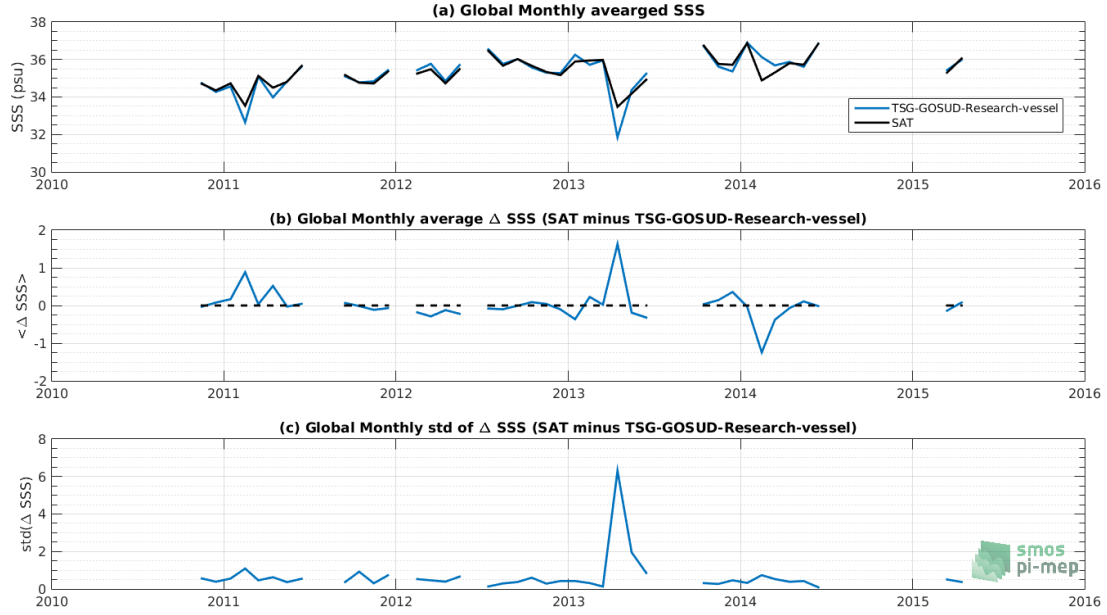 (a) Global Monthly avearged SSS
38
36
34
32
30
SSS (psu)
TSG-GOSUD-Research-vessel
SAT
2010 2011 2012 2013 2014 2015 2016
(b) Global Monthly average Δ SSS (SAT minus TSG-GOSUD-Research-vessel)
2
1
0
-1
-2
<Δ SSS>
2010 2011 2012 2013 2014 2015 2016
(c) Global Monthly std of Δ SSS (SAT minus TSG-GOSUD-Research-vessel)
8
6
4
2
0
std(Δ SSS)
smos
pi-mep
2010 2011 2012 2013 2014 2015 2016